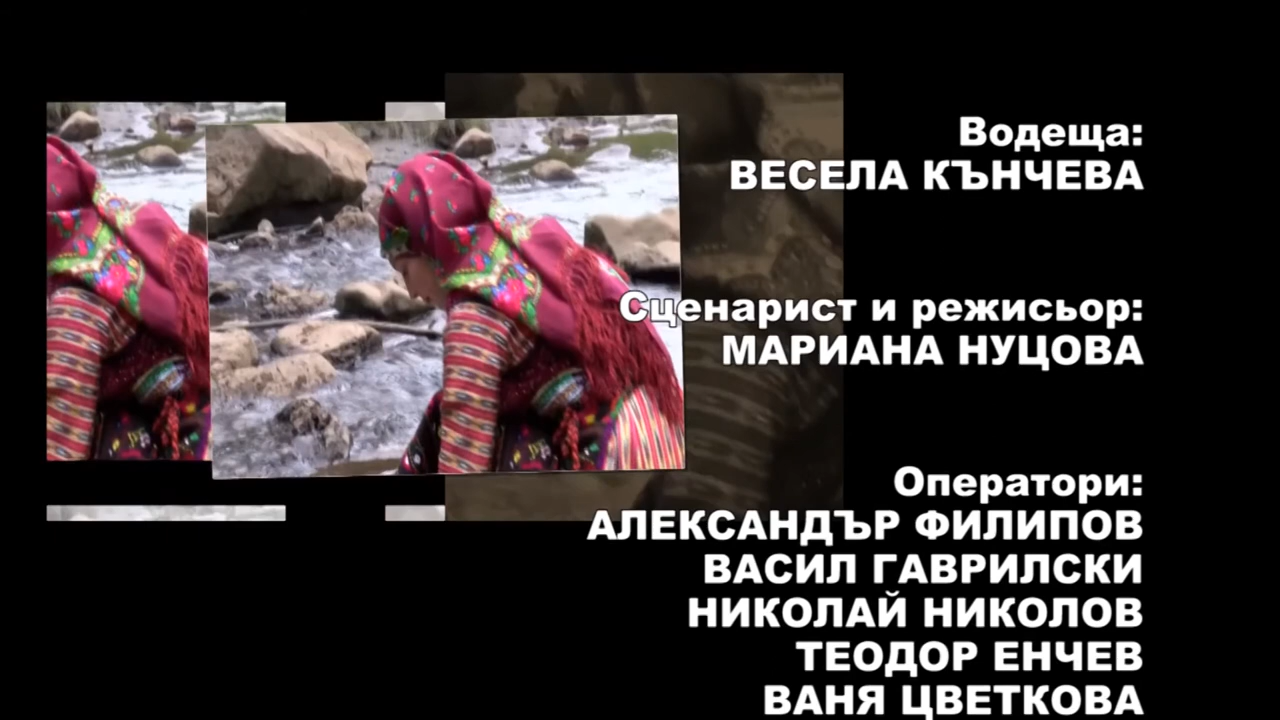 Водеща:
ВЕСЕЛА КЪНЧЕВА
Сценарист и режисьор:
МАРИАНА НУЦОВА
Оператори:
АЛЕКСАНДЪР ФИЛИПОВ
ВАСИЛ ГАВРИЛСКИ
НИКОЛАЙ НИКОЛОВ
ТЕОДОР ЕНЧЕВ
ВАНЯ ЦВЕТКОВА